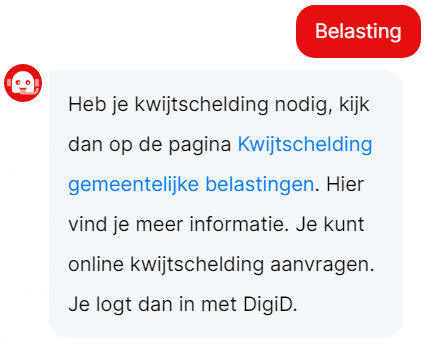 Belasting
Heb je kwijtschelding nodig, kijk
dan op de pagina Kwijtschelding
gemeentelijke belastingen. Hier
vind je meer informatie. Je kunt
online kwijtschelding aanvragen.
Je logt dan in met DigiD.